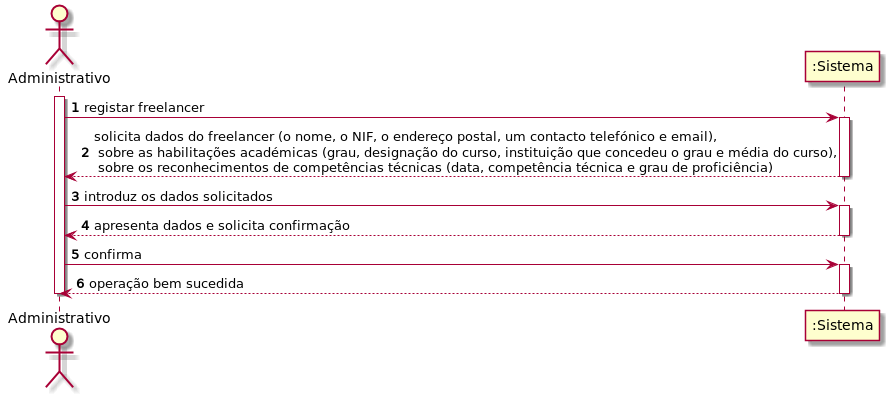 Administrativo
:Sistema
1 registar freelancer
solicita dados do freelancer (o nome, o NIF, o endereço postal, um contacto telefónico e email),
2 sobre as habilitações académicas (grau, designação do curso, instituição que concedeu o grau e média do curso),
sobre os reconhecimentos de competências técnicas (data, competência técnica e grau de proficiência)
3 introduz os dados solicitados
4 apresenta dados e solicita confirmação
5 confirma
6 operação bem sucedida
Administrativo
:Sistema